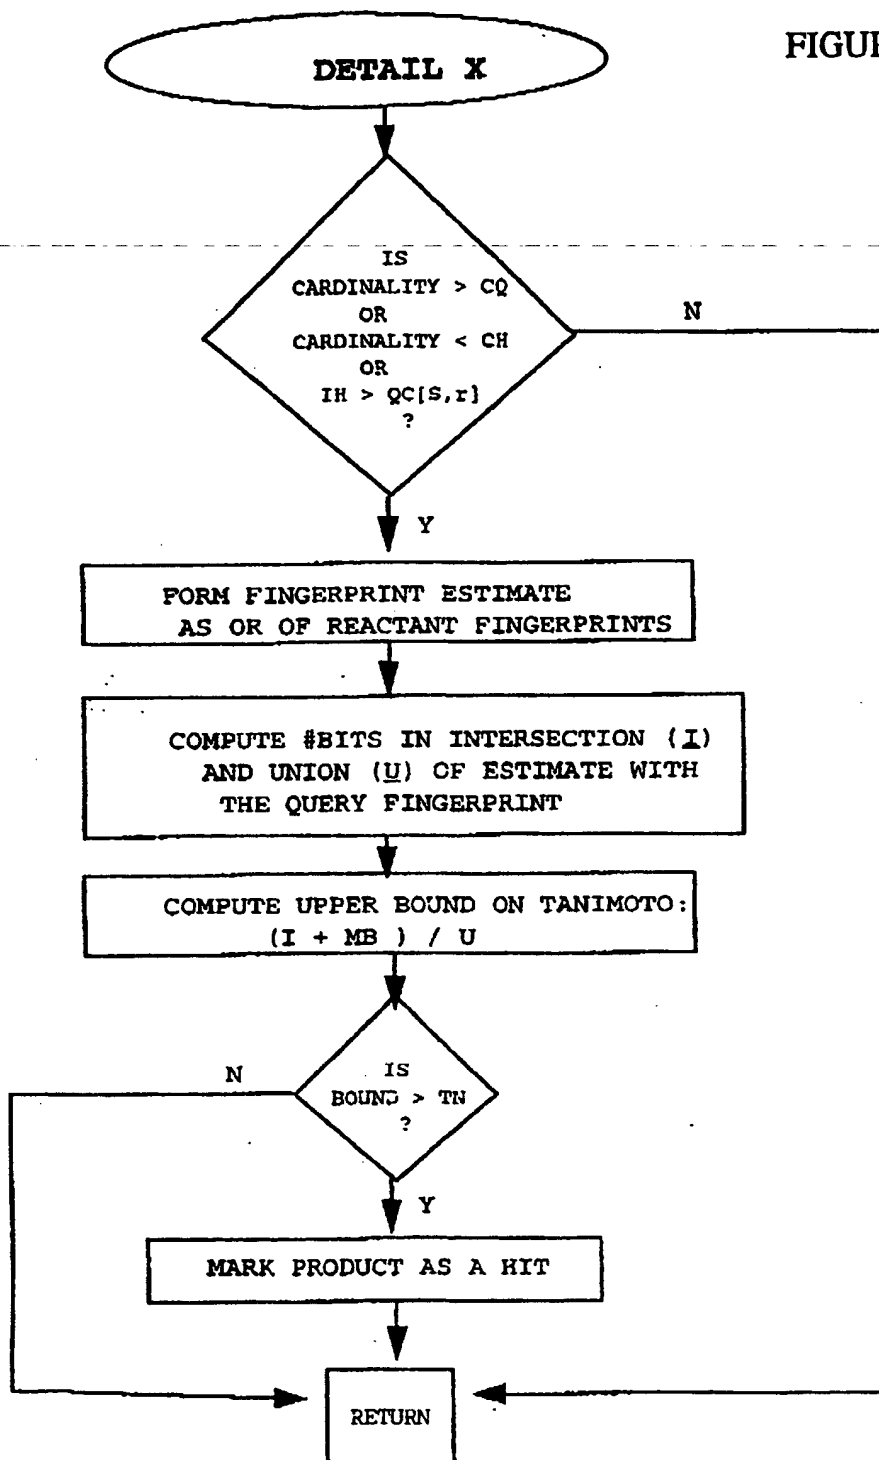 FIGUR
DETAIL X
IS
CARDINALITY > CQ
OR
CARDINALITY < CH
OR
IH > QC[S,r]
?
N
Y
FORM FINGERPRINT ESTIMATE
AS OR OF REACTANT FINGERPRINTS
COMPUTE #BITS IN INTERSECTION (I)
AND UNION (U) OF ESTIMATE WITH
THE QUERY FINGERPRINT
COMPUTE UPPER BOUND ON TANIMOTO:
(I + MB ) / U
N
IS
BOUND > TN
?
Y
MARK PRODUCT AS A HIT
RETURN